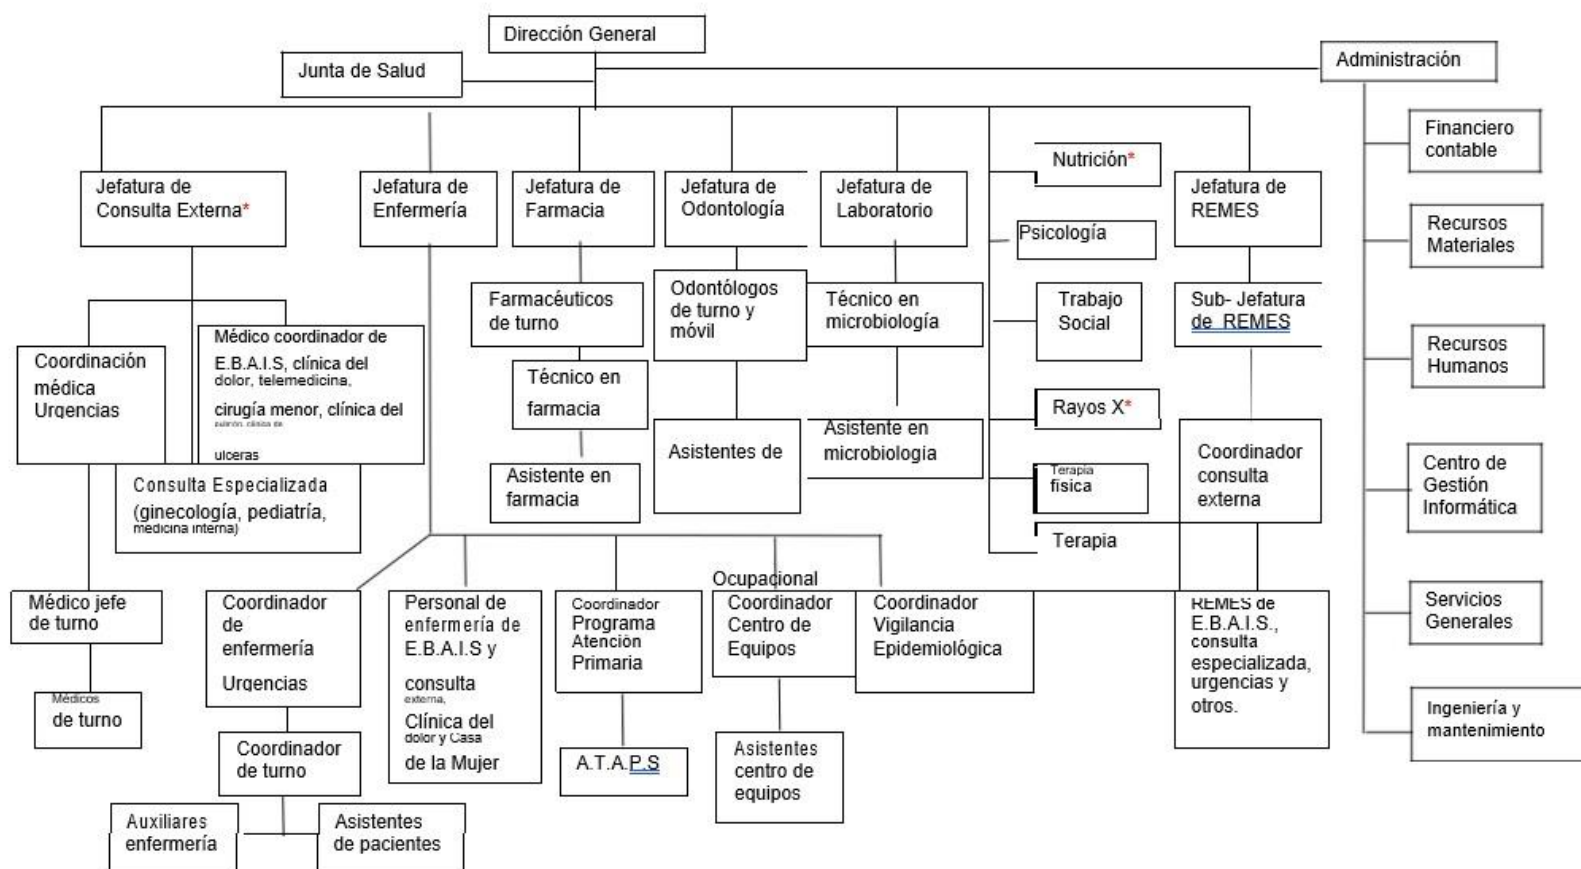 Dirección General
Junta de Salud
Administración
Financiero
contable
Recursos
Materiales
Recursos
Humanos
Centro de
Gestión
Informática
Servicios
Generales
Ingeniería y
mantenimiento
Jefatura de
Consulta Externa*
Jefatura de
Enfermería
Jefatura de
Farmacia
Jefatura de
Odontología
Jefatura de
Laboratorio
Nutrición*
Psicología
Trabajo
Social
Rayos X*
Terapia
física
Terapia
Ocupacional
Jefatura de
REMES
Sub- Jefatura
de REMES
Coordinador
consulta
externa
REMES de
E.B.A.I.S.,
consulta
especializada,
urgencias y
otros.
Farmacéuticos
de turno
Técnico en
farmacia
Asistente en
farmacia
Odontólogos
de turno y
móvil
Asistentes de
Técnico en
microbiología
Asistente en
microbiología
Coordinación
médica
Urgencias
Médico coordinador de
E.B.A.I.S, clínica del
dolor, telemedicina,
cirugía menor, clínica del
pulmón, clínica de
ulceras
Consulta Especializada
(ginecología, pediatría,
medicina interna)
Médico jefe
de turno
Médicos
de turno
Coordinador
de
enfermería
Urgencias
Coordinador
de turno
Auxiliares
enfermería
Asistentes
de pacientes
Personal de
enfermería de
E.B.A.I.S y
consulta
externa,
Clínica del
dolor y Casa
de la Mujer
Coordinador
Programa
Atención
Primaria
A.T.A.P.S
Coordinador
Centro de
Equipos
Asistentes
centro de
equipos
Coordinador
Vigilancia
Epidemiológica